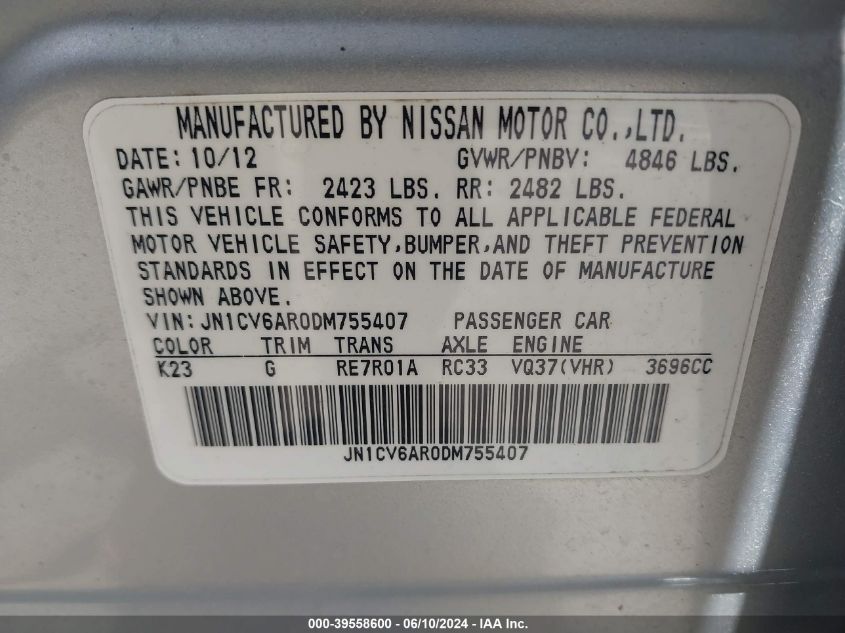 MANUFACTURED BY NISSAN MOTOR CO.,LTD.
DATE: 10/12 GVWR/PNBV: 4846 LBS.
GAWR/PNBE FR: 2423 LBS. RR: 2482 LBS.
THIS VEHICLE CONFORMS TO ALL APPLICABLE FEDERAL
MOTOR VEHICLE SAFETY,BUMPER,AND THEFT PREVENTION
STANDARDS IN EFFECT ON THE DATE OF MANUFACTURE
SHOWN ABOVE.
VIN: JN1CV6AR0DM755407 PASSENGER CAR
COLOR TRIM TRANS AXLE ENGINE
K23 G RE7R01A RC33 VQ37(VHR) 3696CC
JN1CV6AR0DM755407
000-39558600 - 06/10/2024 - IAA Inc.